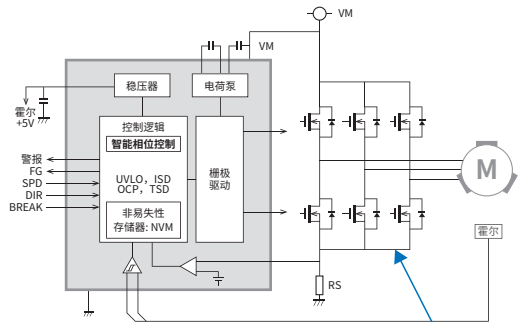 VM
VM
稳压器
电荷泵
霍尔
+5V
控制逻辑
智能相位控制
UVLO，ISD
OCP，TSD
非易失性
存储器: NVM
栅极
驱动
警报
FG
SPD
DIR
BREAK
M
霍尔
RS